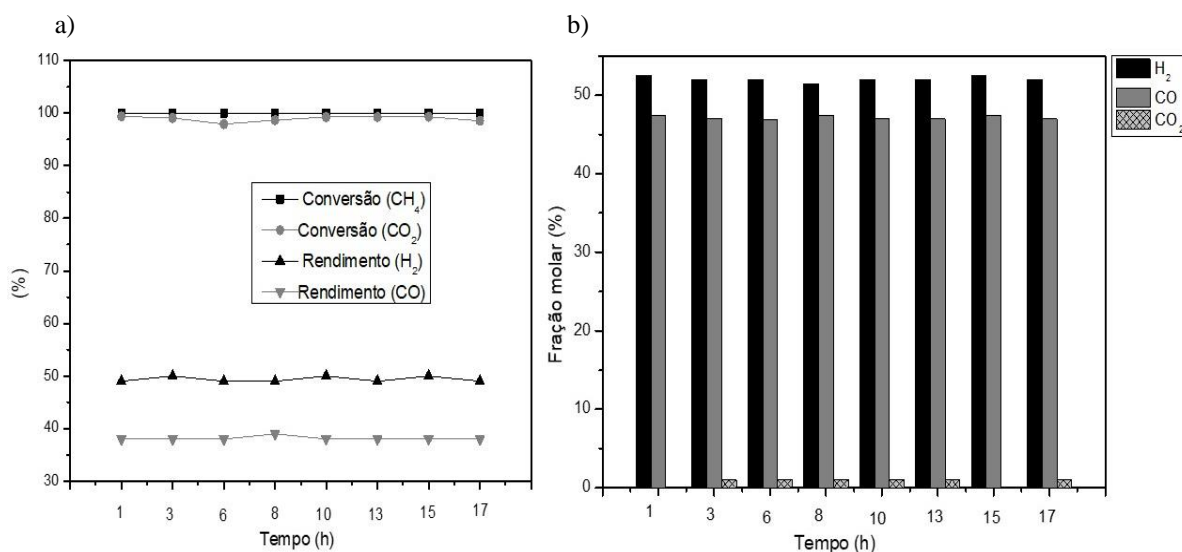 a)
110
100
90
80
70
60
50
40
30
(%)
Conversão (CH₄)
Conversão (CO₂)
Rendimento (H₂)
Rendimento (CO)
1 3 6 8 10 13 15 17
Tempo (h)
b)
50
40
30
20
10
0
Fração molar (%)
H₂
CO
CO₂
1 3 6 8 10 13 15 17
Tempo (h)